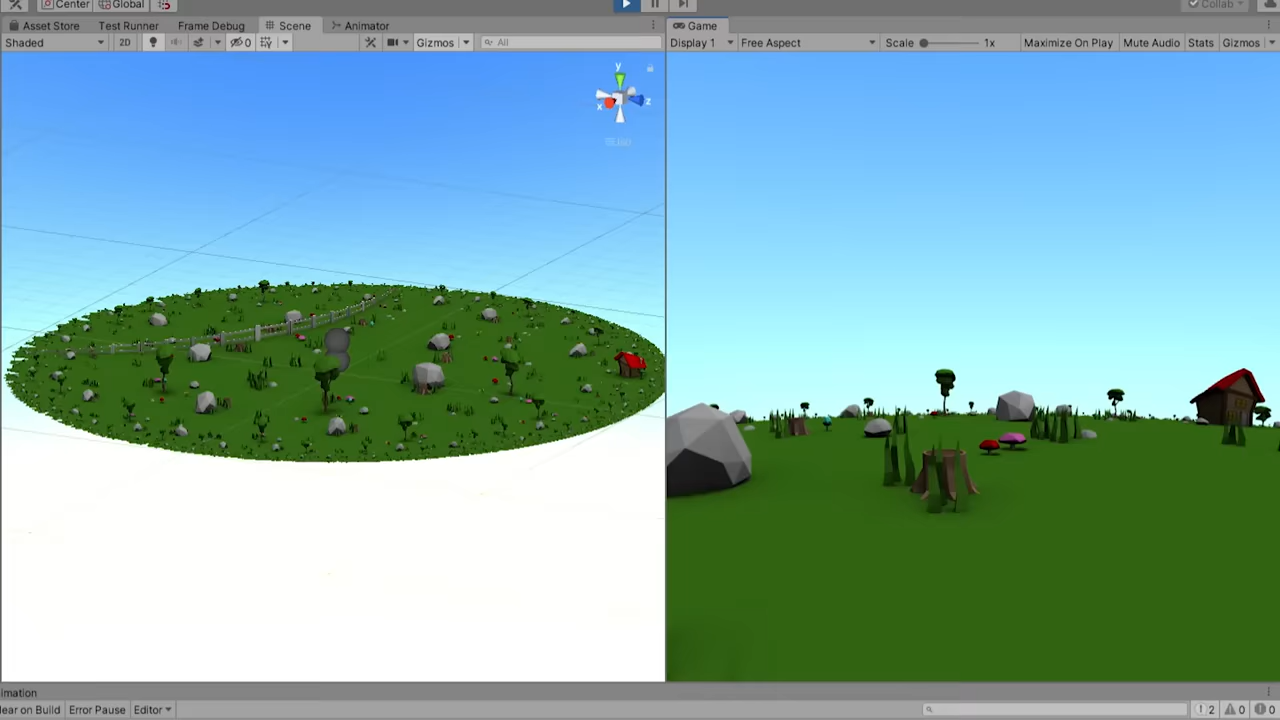 Center Global Collab
Asset Store Test Runner Frame Debug Scene Animator Game
Shaded 2D 0 Gizmos All Display 1 Free Aspect Scale 1x Maximize On Play Mute Audio Stats Gizmos
y
x z
imation
lear on Build Error Pause Editor 2 0 0